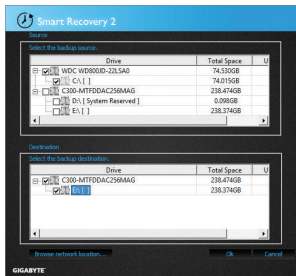 Smart Recovery 2
Source
Select the backup source.
Drive Total Space U
WDC WD800JD-22LSA0 74.530GB
C:\ [ ] 74.015GB
C300-MTFDDAC256MAG 238.474GB
D:\ [ System Reserved ] 0.098GB
E:\ [ ] 238.374GB
Destination
Select the backup destination.
Drive Total Space U
C300-MTFDDAC256MAG 238.474GB
E:\ [ ] 238.374GB
Browse network location.... Ok Cancel
GIGABYTE